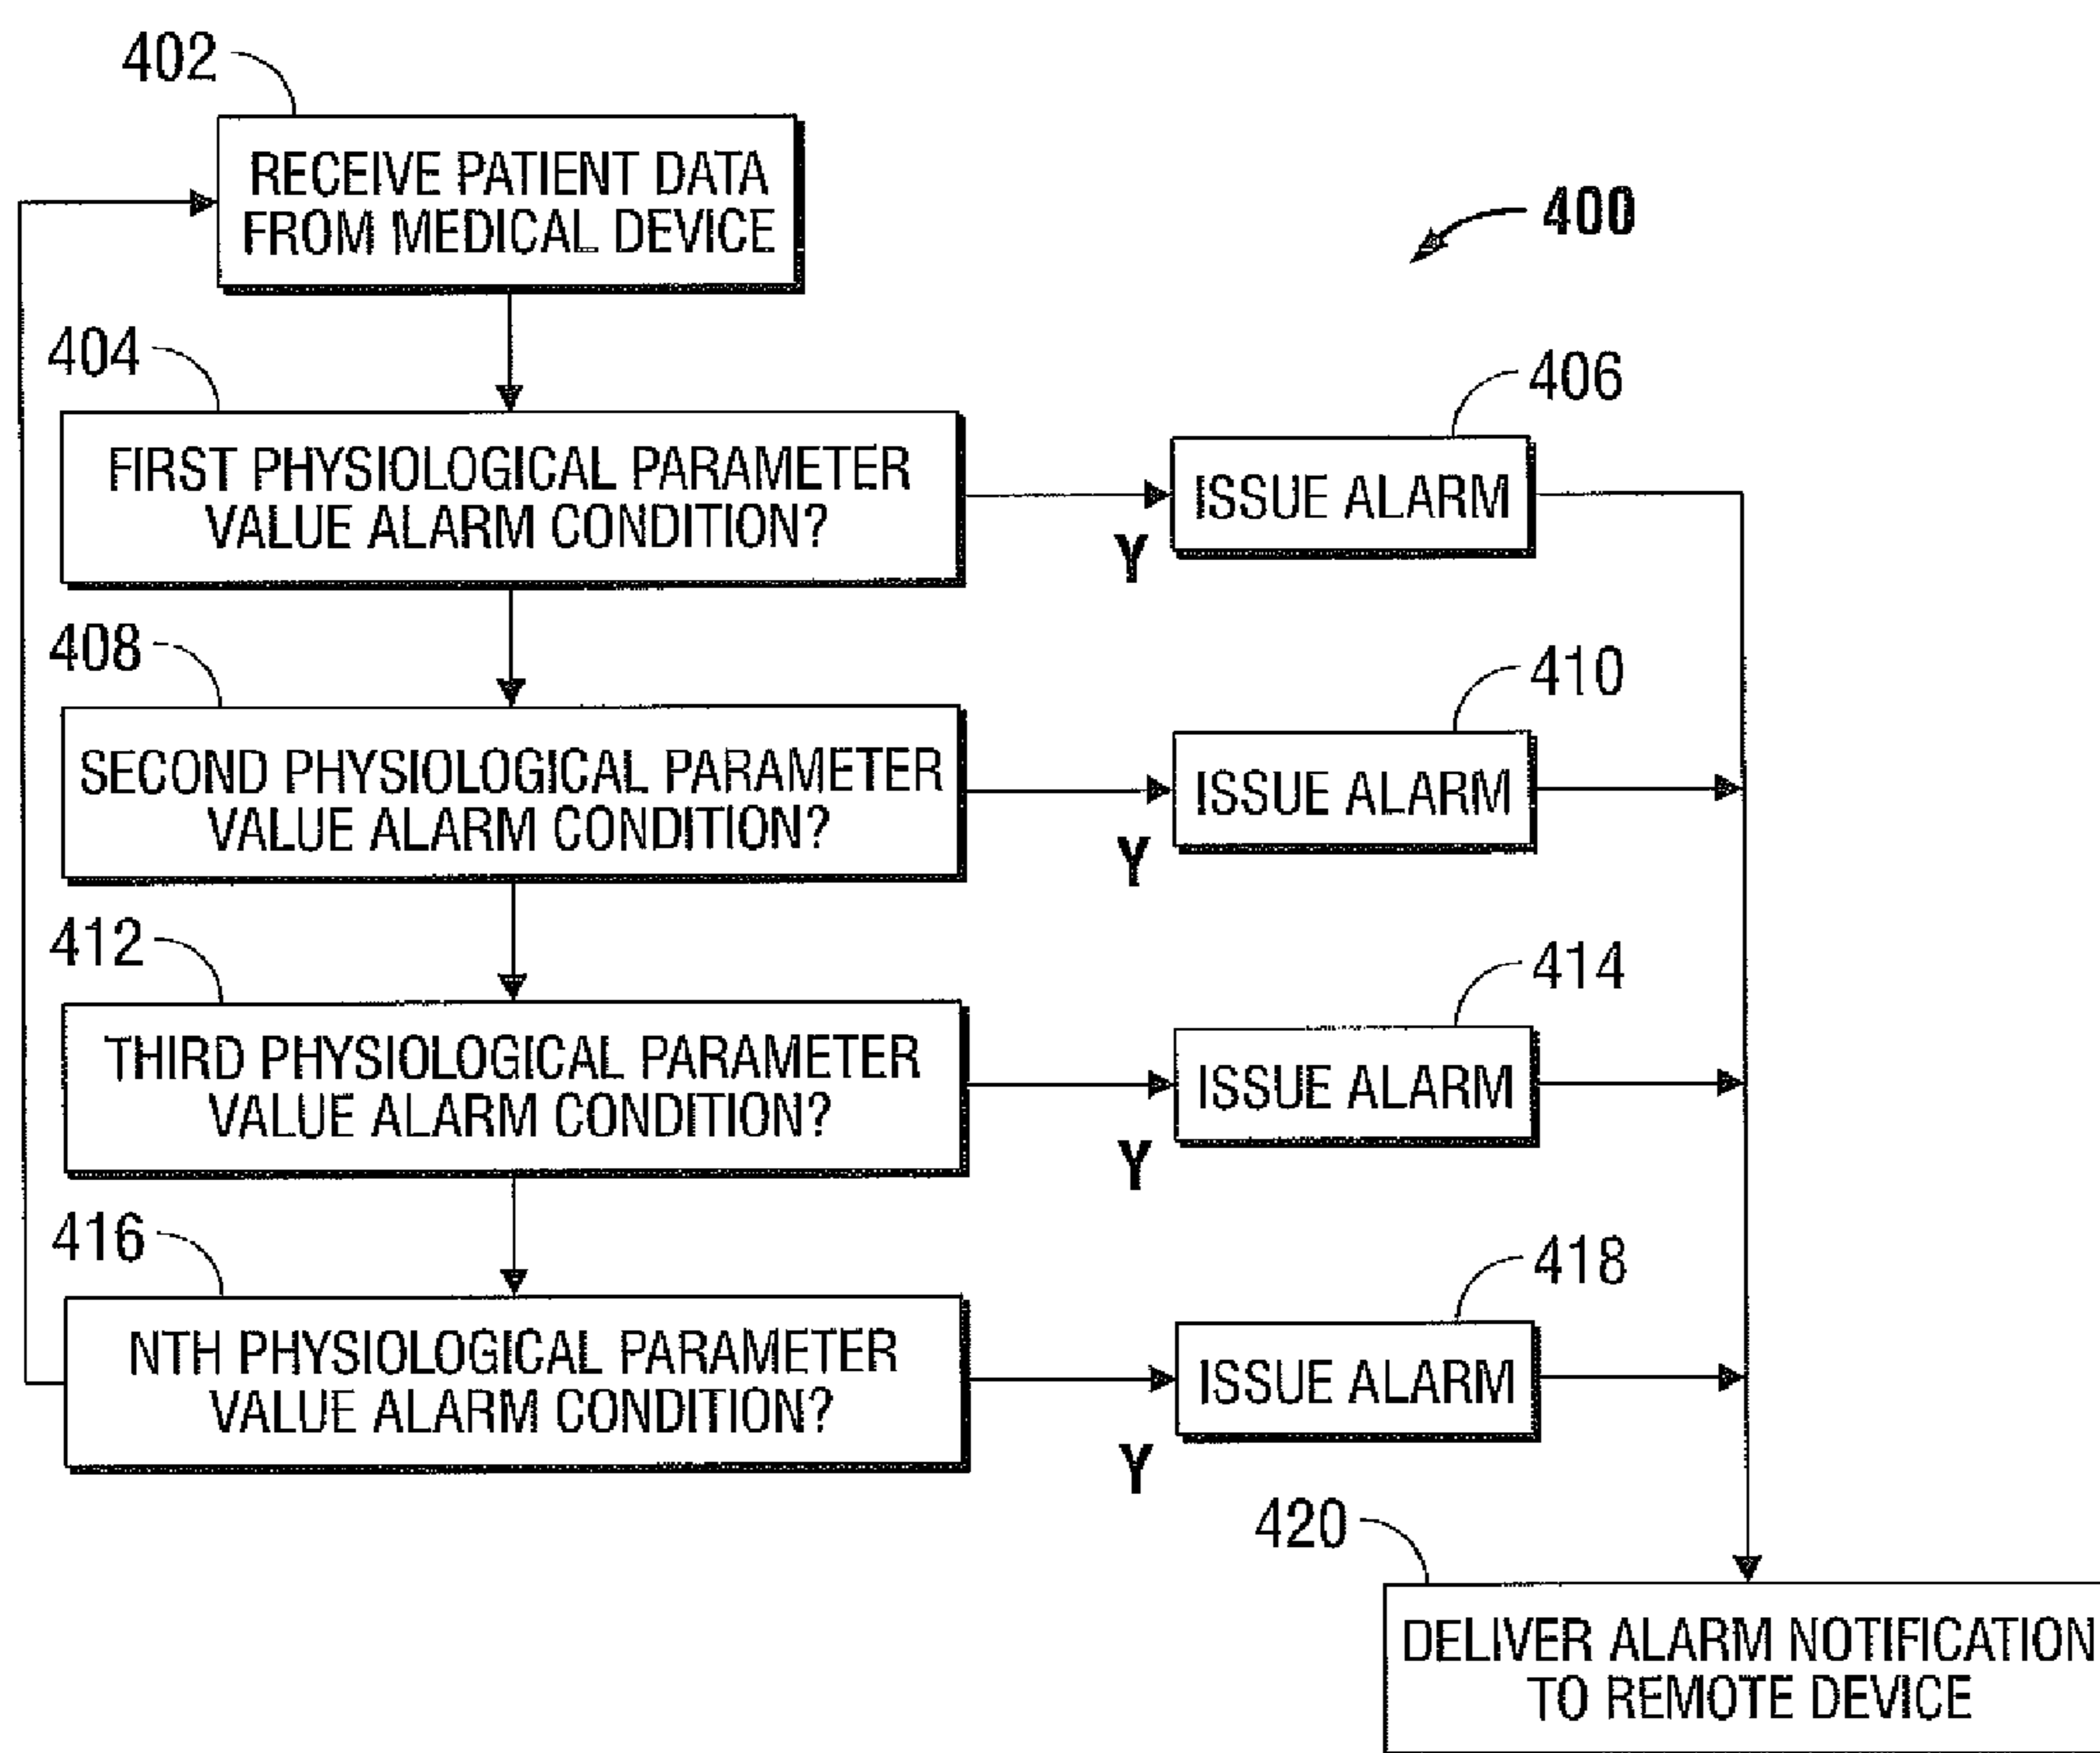 402
RECEIVE PATIENT DATA
FROM MEDICAL DEVICE
400
404
FIRST PHYSIOLOGICAL PARAMETER
VALUE ALARM CONDITION?
406
ISSUE ALARM
Y
408
SECOND PHYSIOLOGICAL PARAMETER
VALUE ALARM CONDITION?
410
ISSUE ALARM
Y
412
THIRD PHYSIOLOGICAL PARAMETER
VALUE ALARM CONDITION?
414
ISSUE ALARM
Y
416
NTH PHYSIOLOGICAL PARAMETER
VALUE ALARM CONDITION?
418
ISSUE ALARM
Y
420
DELIVER ALARM NOTIFICATION
TO REMOTE DEVICE